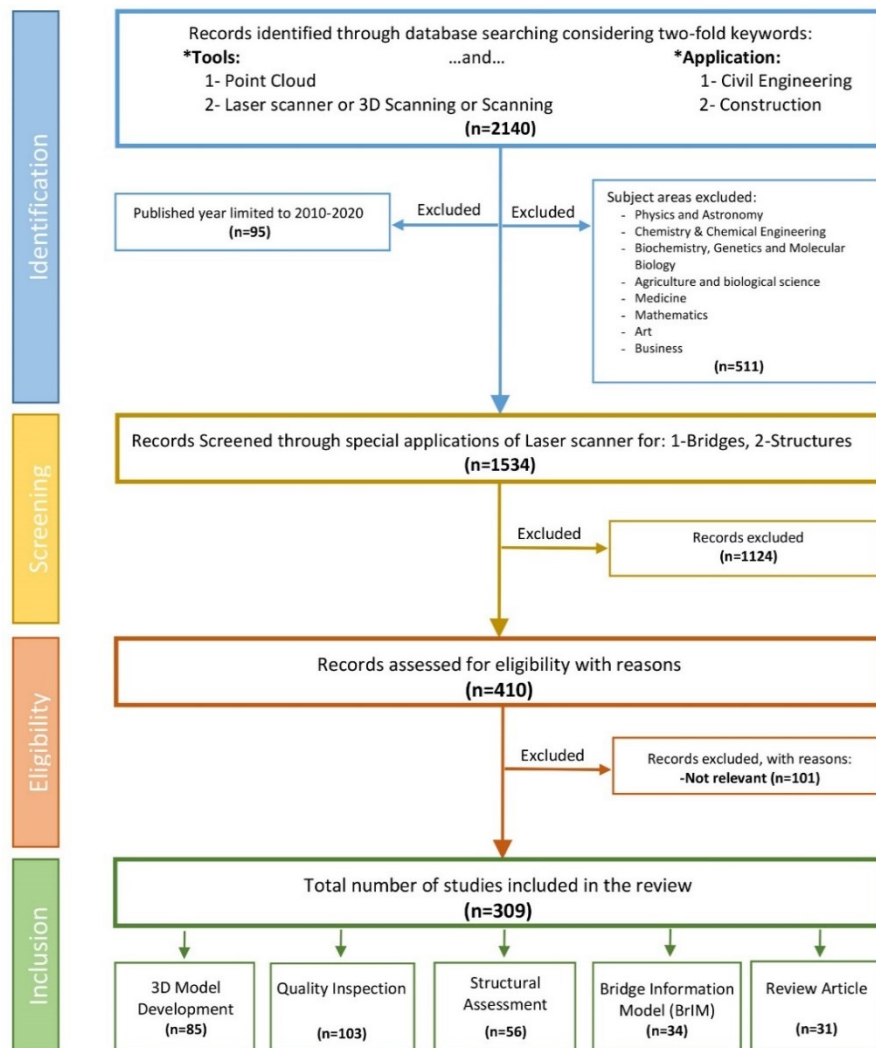 Identification
Records identified through database searching considering two-fold keywords:
*Tools: …and… *Application:
1- Point Cloud 1- Civil Engineering
2- Laser scanner or 3D Scanning or Scanning 2- Construction
(n=2140)
Published year limited to 2010-2020
(n=95)
Excluded
Excluded
Subject areas excluded:
- Physics and Astronomy
- Chemistry & Chemical Engineering
- Biochemistry, Genetics and Molecular
Biology
- Agriculture and biological science
- Medicine
- Mathematics
- Art
- Business
(n=511)
Screening
Records Screened through special applications of Laser scanner for: 1-Bridges, 2-Structures
(n=1534)
Excluded
Records excluded
(n=1124)
Eligibility
Records assessed for eligibility with reasons
(n=410)
Excluded
Records excluded, with reasons:
-Not relevant (n=101)
Inclusion
Total number of studies included in the review
(n=309)
3D Model
Development
(n=85)
Quality Inspection
(n=103)
Structural
Assessment
(n=56)
Bridge Information
Model (BrIM)
(n=34)
Review Article
(n=31)